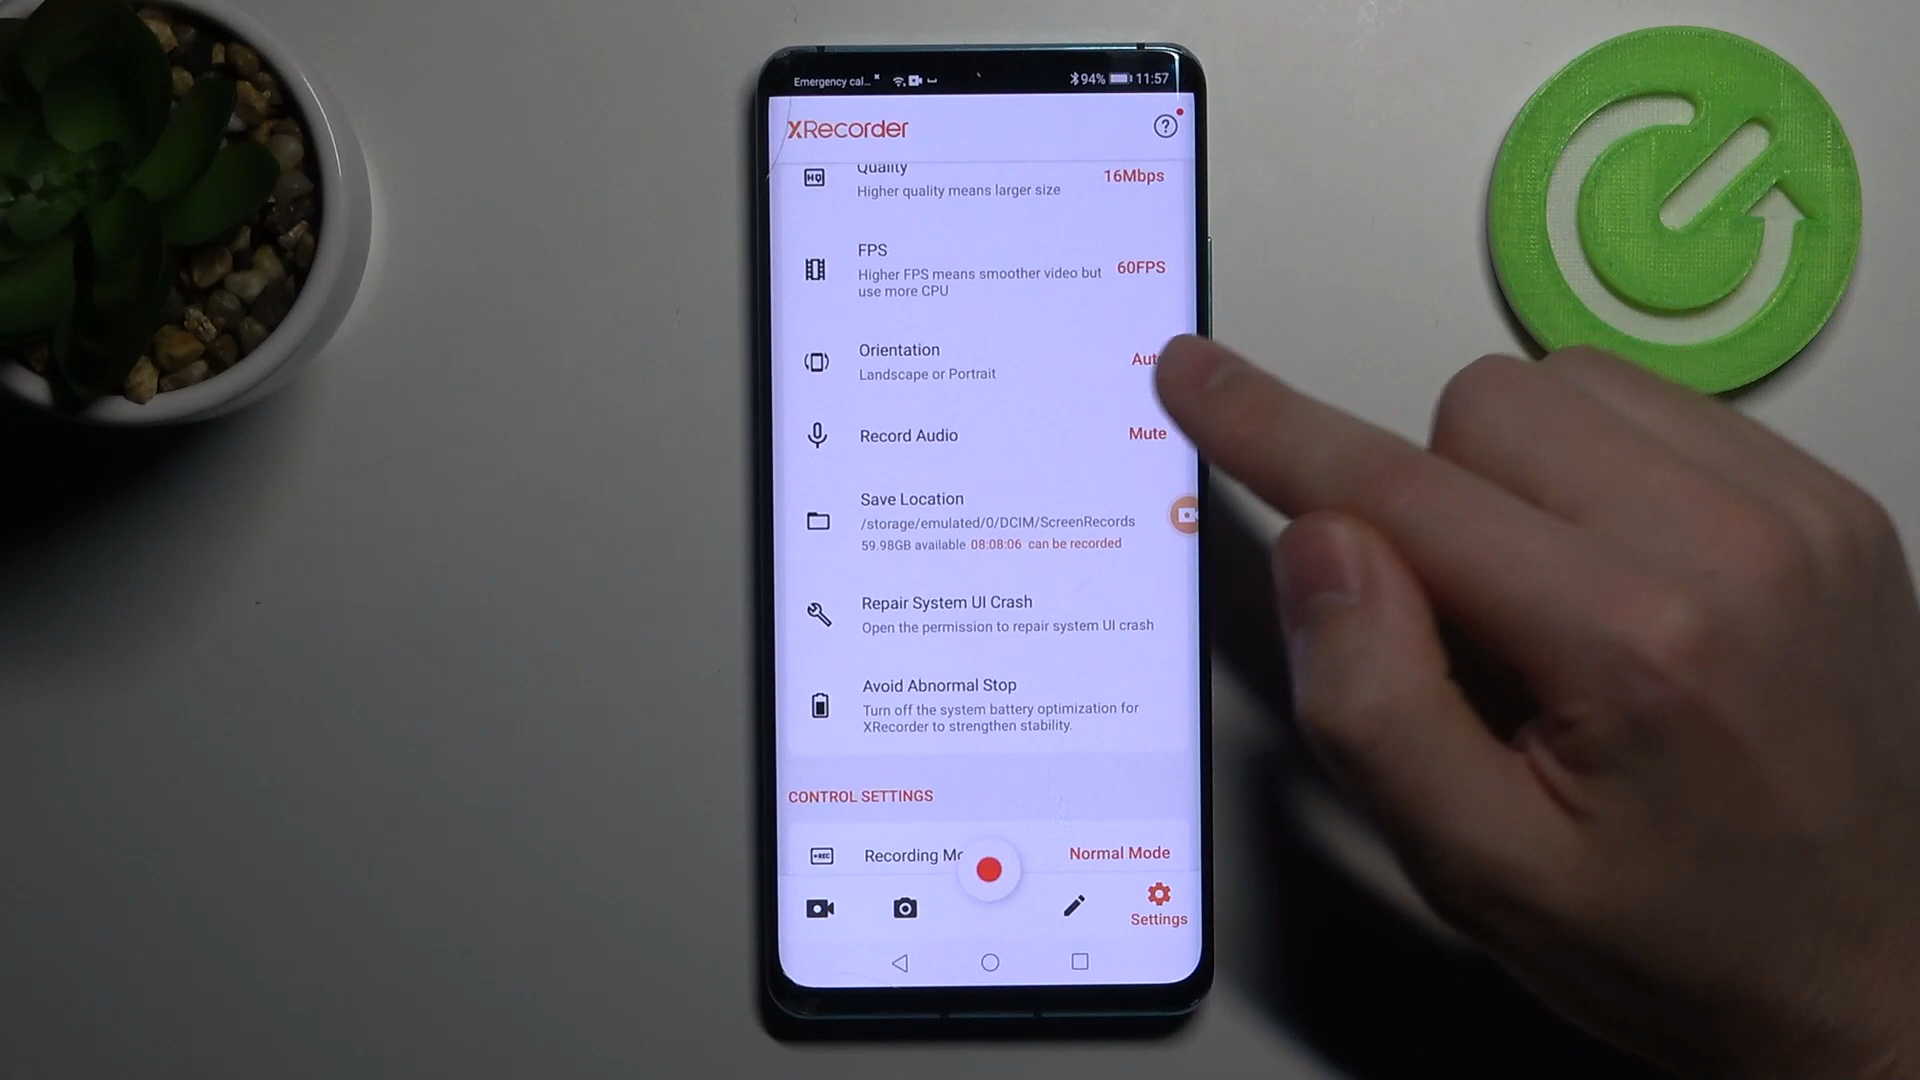 Emergency cal...
94% 11:57
XRecorder
Quality
16Mbps
Higher quality means larger size
FPS
60FPS
Higher FPS means smoother video but
use more CPU
Orientation
Landscape or Portrait
Record Audio
Mute
Save Location
/storage/emulated/0/DCIM/ScreenRecords
59.98GB available 08:08:06 can be recorded
Repair System UI Crash
Open the permission to repair system UI crash
Avoid Abnormal Stop
Turn off the system battery optimization for
XRecorder to strengthen stability.
CONTROL SETTINGS
Recording
Normal Mode
Settings